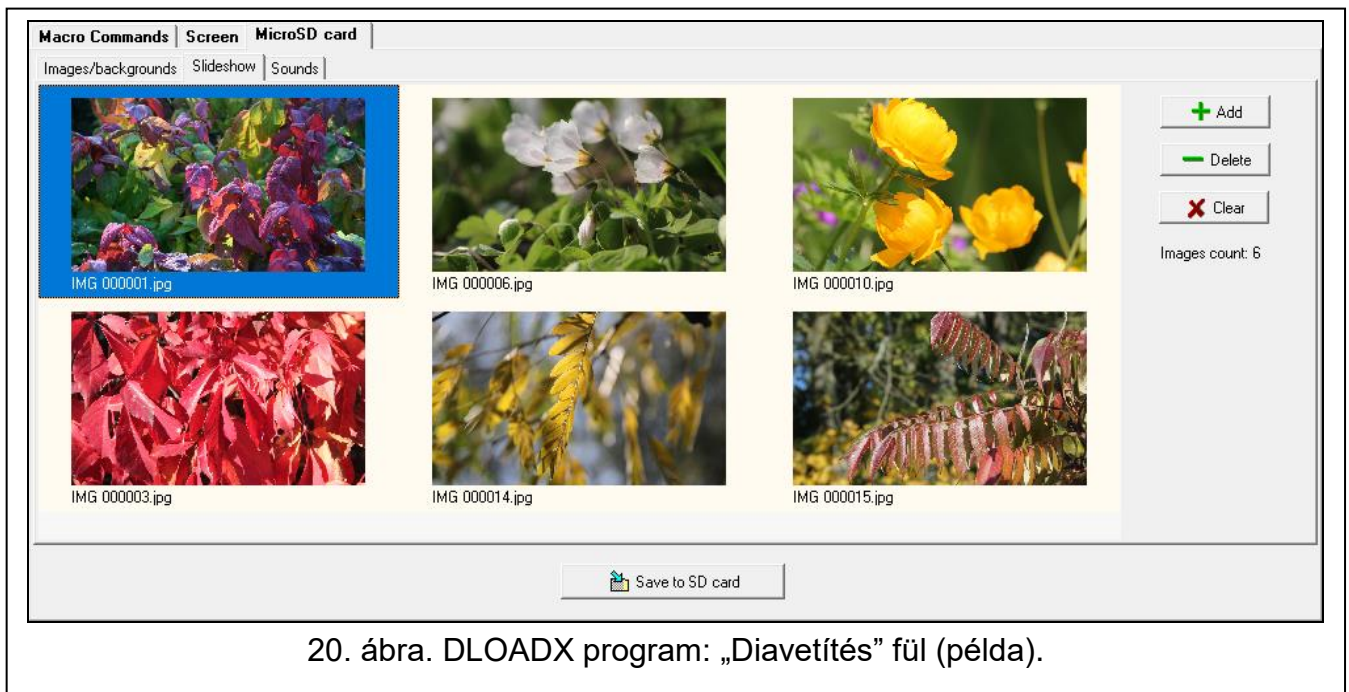 Macro Commands Screen MicroSD card
Images/backgrounds Slideshow Sounds
Add
Delete
Clear
Images count: 6
IMG 000001.jpg IMG 000006.jpg IMG 000010.jpg
IMG 000003.jpg IMG 000014.jpg IMG 000015.jpg
Save to SD card
20. ábra. DLOADX program: „Diavetítés” fül (példa).